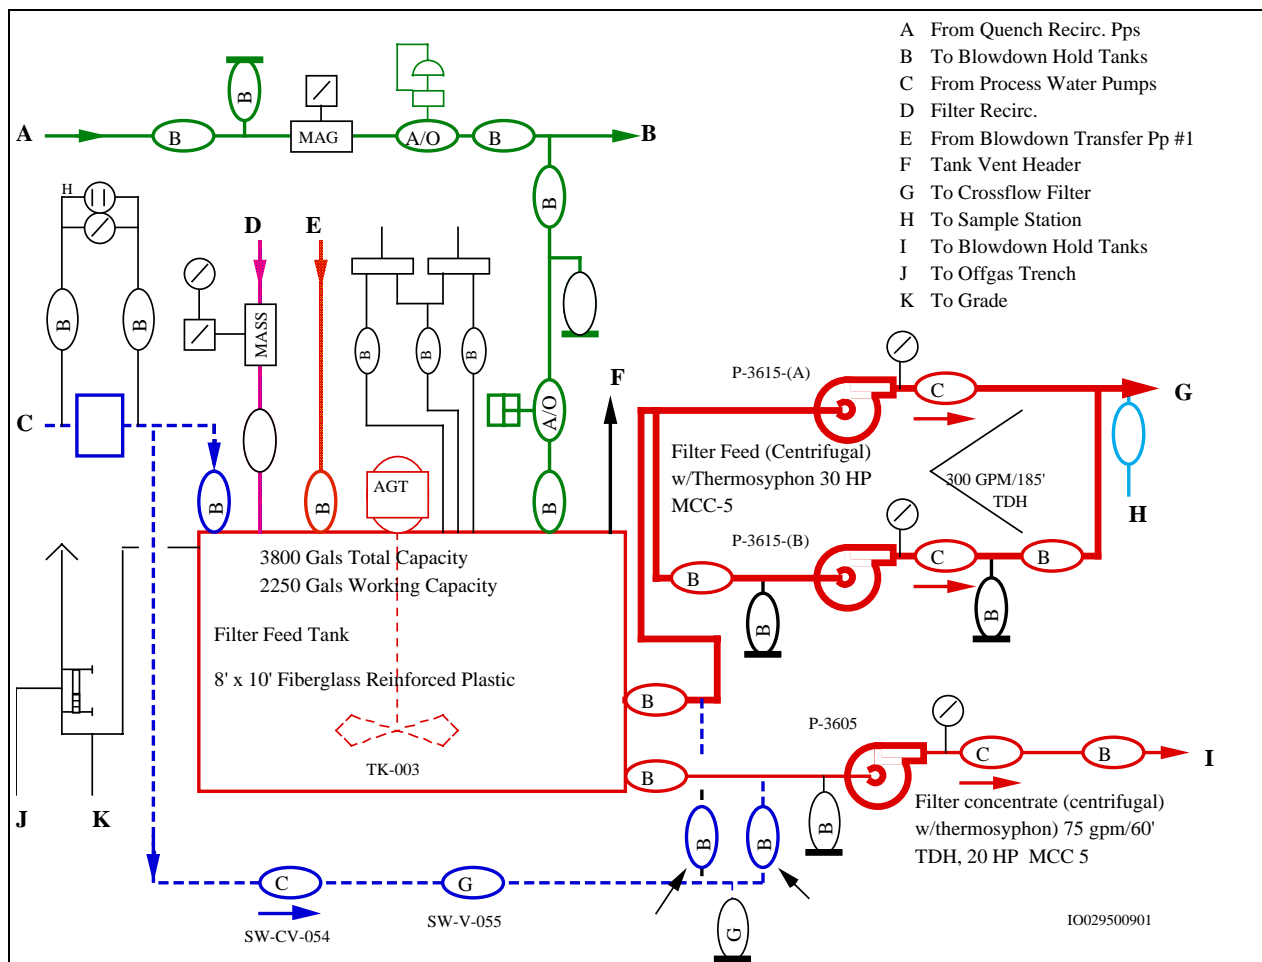 A From Quench Recirc. Pps
B To Blowdown Hold Tanks
C From Process Water Pumps
D Filter Recirc.
E From Blowdown Transfer Pp #1
F Tank Vent Header
G To Crossflow Filter
H To Sample Station
I To Blowdown Hold Tanks
J To Offgas Trench
K To Grade
B
A
B
MAG
A/O
B
B
H
B
D
E
B
B
MASS
B
B
B
F
P-3615-(A)
C
G
A/O
C
Filter Feed (Centrifugal)
w/Thermosyphon 30 HP
MCC-5
300 GPM/185'
TDH
AGT
B
B
B
H
P-3615-(B)
C
B
3800 Gals Total Capacity
2250 Gals Working Capacity
B
B
B
Filter Feed Tank
8' x 10' Fiberglass Reinforced Plastic
B
P-3605
TK-003
C
B
I
B
J
K
B
B
B
Filter concentrate (centrifugal)
w/thermosyphon) 75 gpm/60'
TDH, 20 HP MCC 5
C
G
SW-CV-054
SW-V-055
G
IO029500901